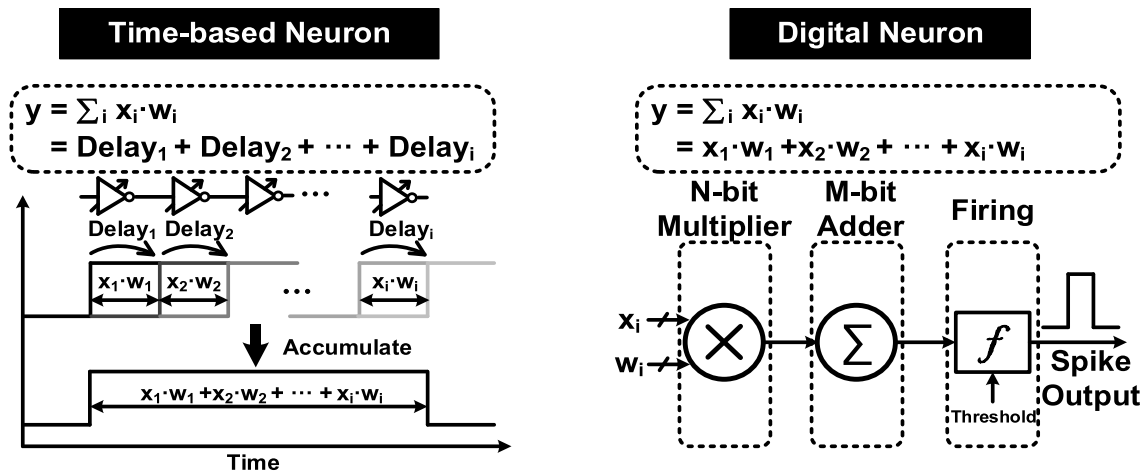 Time-based Neuron
y = ∑ᵢ xᵢ·wᵢ
= Delay₁ + Delay₂ + ··· + Delayᵢ
···
Delay₁ Delay₂ Delayᵢ
x₁·w₁ x₂·w₂ ··· xᵢ·wᵢ
Accumulate
x₁·w₁ +x₂·w₂ + ··· + xᵢ·wᵢ
Time
Digital Neuron
y = ∑ᵢ xᵢ·wᵢ
= x₁·w₁ +x₂·w₂ + ··· + xᵢ·wᵢ
N-bit
Multiplier
M-bit
Adder
Firing
xᵢ
wᵢ
×
∑
f
Threshold
Spike
Output